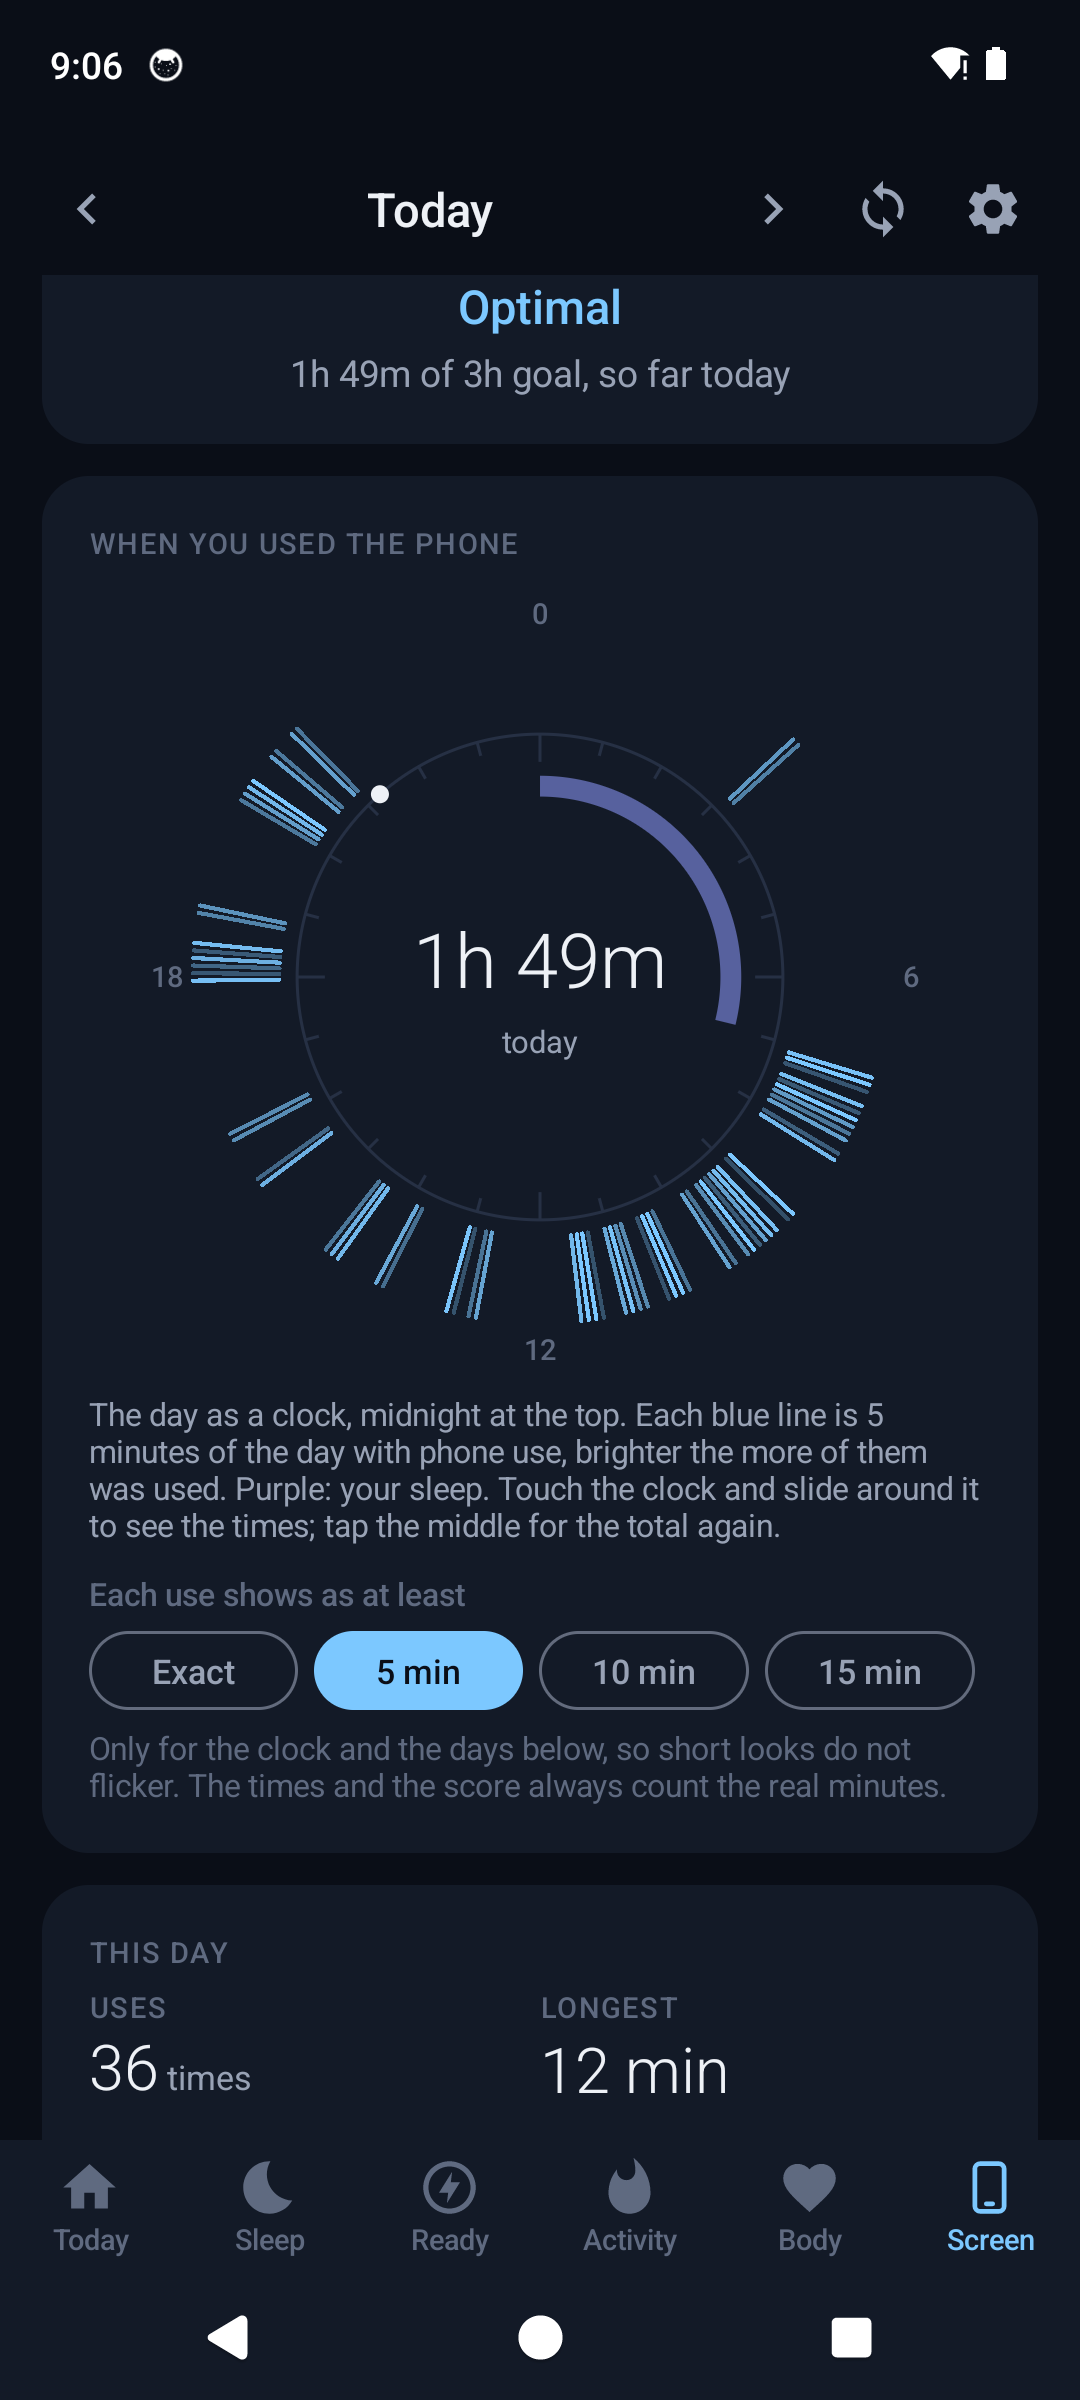 9:06
Today
Optimal
1h 49m of 3h goal, so far today
WHEN YOU USED THE PHONE
0
18
1h 49m
6
today
12
The day as a clock, midnight at the top. Each blue line is 5
minutes of the day with phone use, brighter the more of them
was used. Purple: your sleep. Touch the clock and slide around it
to see the times; tap the middle for the total again.
Each use shows as at least
Exact 5 min 10 min 15 min
Only for the clock and the days below, so short looks do not
flicker. The times and the score always count the real minutes.
THIS DAY
USES LONGEST
36 times 12 min
Today Sleep Ready Activity Body Screen